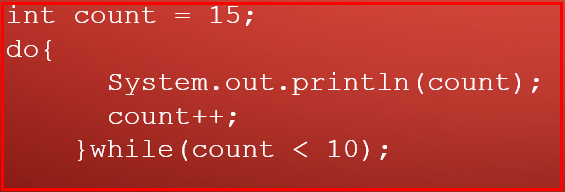 int count = 15;
do{
System.out.println(count);
count++;
}while(count < 10);